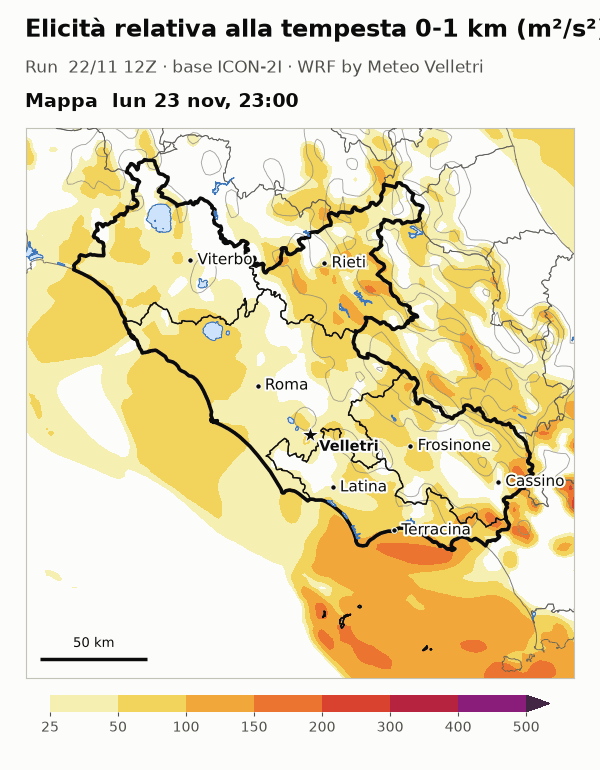 Elicità relativa alla tempesta 0-1 km (m²/s²)
Run  22/11 12Z · base ICON-2I · WRF by Meteo Velletri
Mappa  lun 23 nov, 23:00
Viterbo
Rieti
Roma
Velletri
Frosinone
Cassino
Latina
Terracina
50 km
25 50 100 150 200 300 400 500